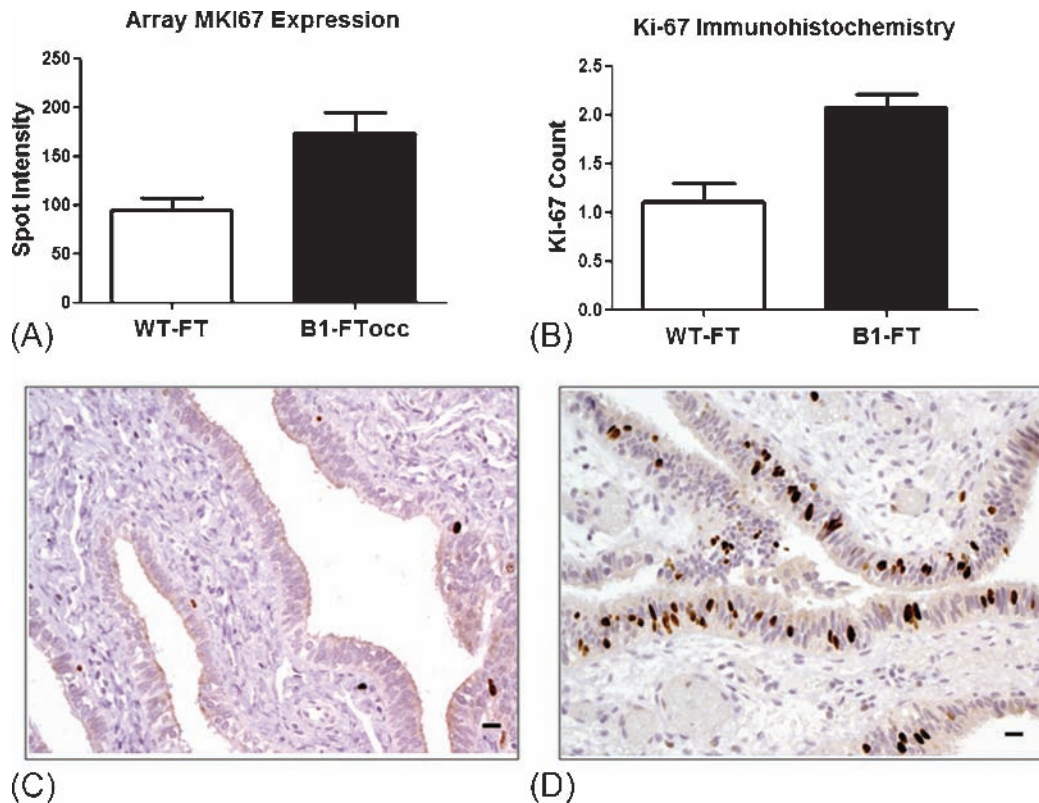 Array MKI67 Expression
Spot Intensity
250
200
150
100
50
0
WT-FT
B1-FTocc
(A)
Ki-67 Immunohistochemistry
Ki-67 Count
2.5
2.0
1.5
1.0
0.5
0.0
WT-FT
B1-FT
(B)
(C)
(D)